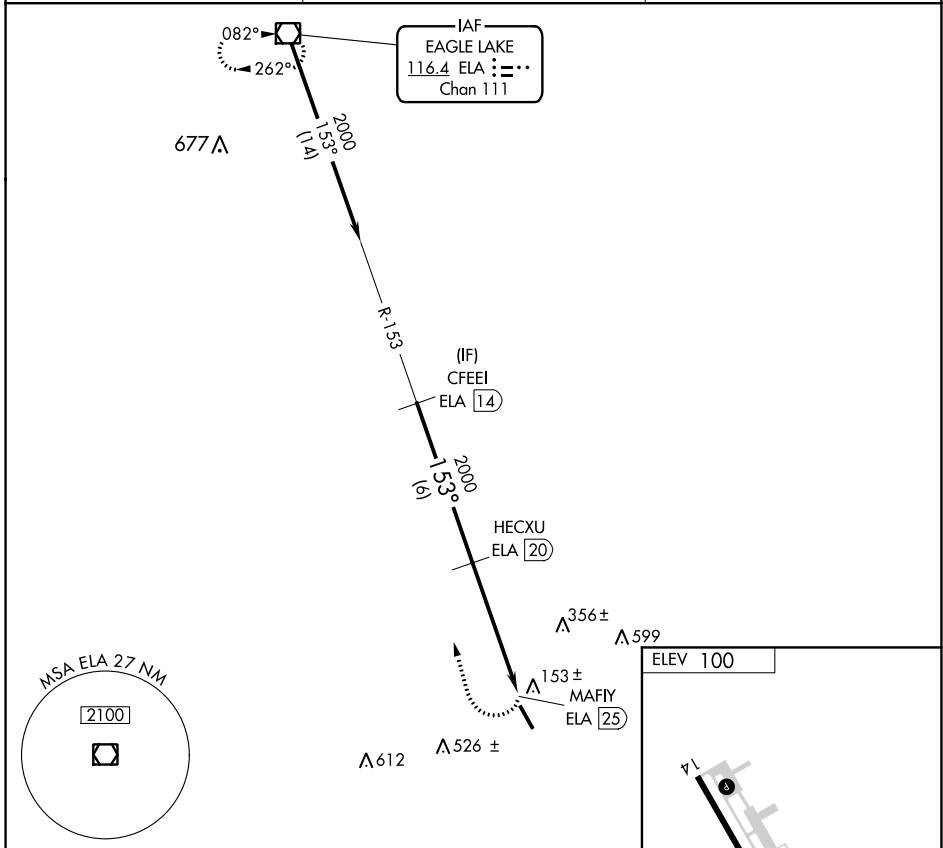 IAF
EAGLE LAKE
116.4 ELA
Chan 111
082°
262°
677
2000
153°
(14)
R-153
(IF)
CFEEI
ELA 14
2000
153°
(6)
HECXU
ELA 20
356 ±
599
153 ±
MAFIY
ELA 25
526 ±
612
MSA ELA 27 NM
2100
ELEV 100
14
P